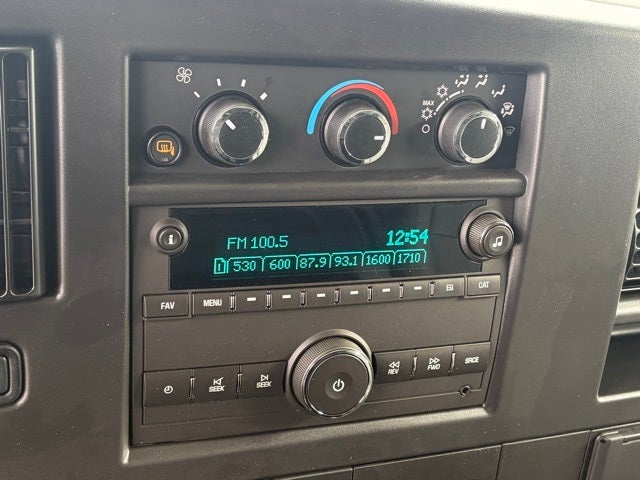 MAX
FM 100.5 12:54
1 530 600 87.9 93.1 1600 1710
FAV MENU EQ CAT
SEEK SEEK REV FWD SRCE